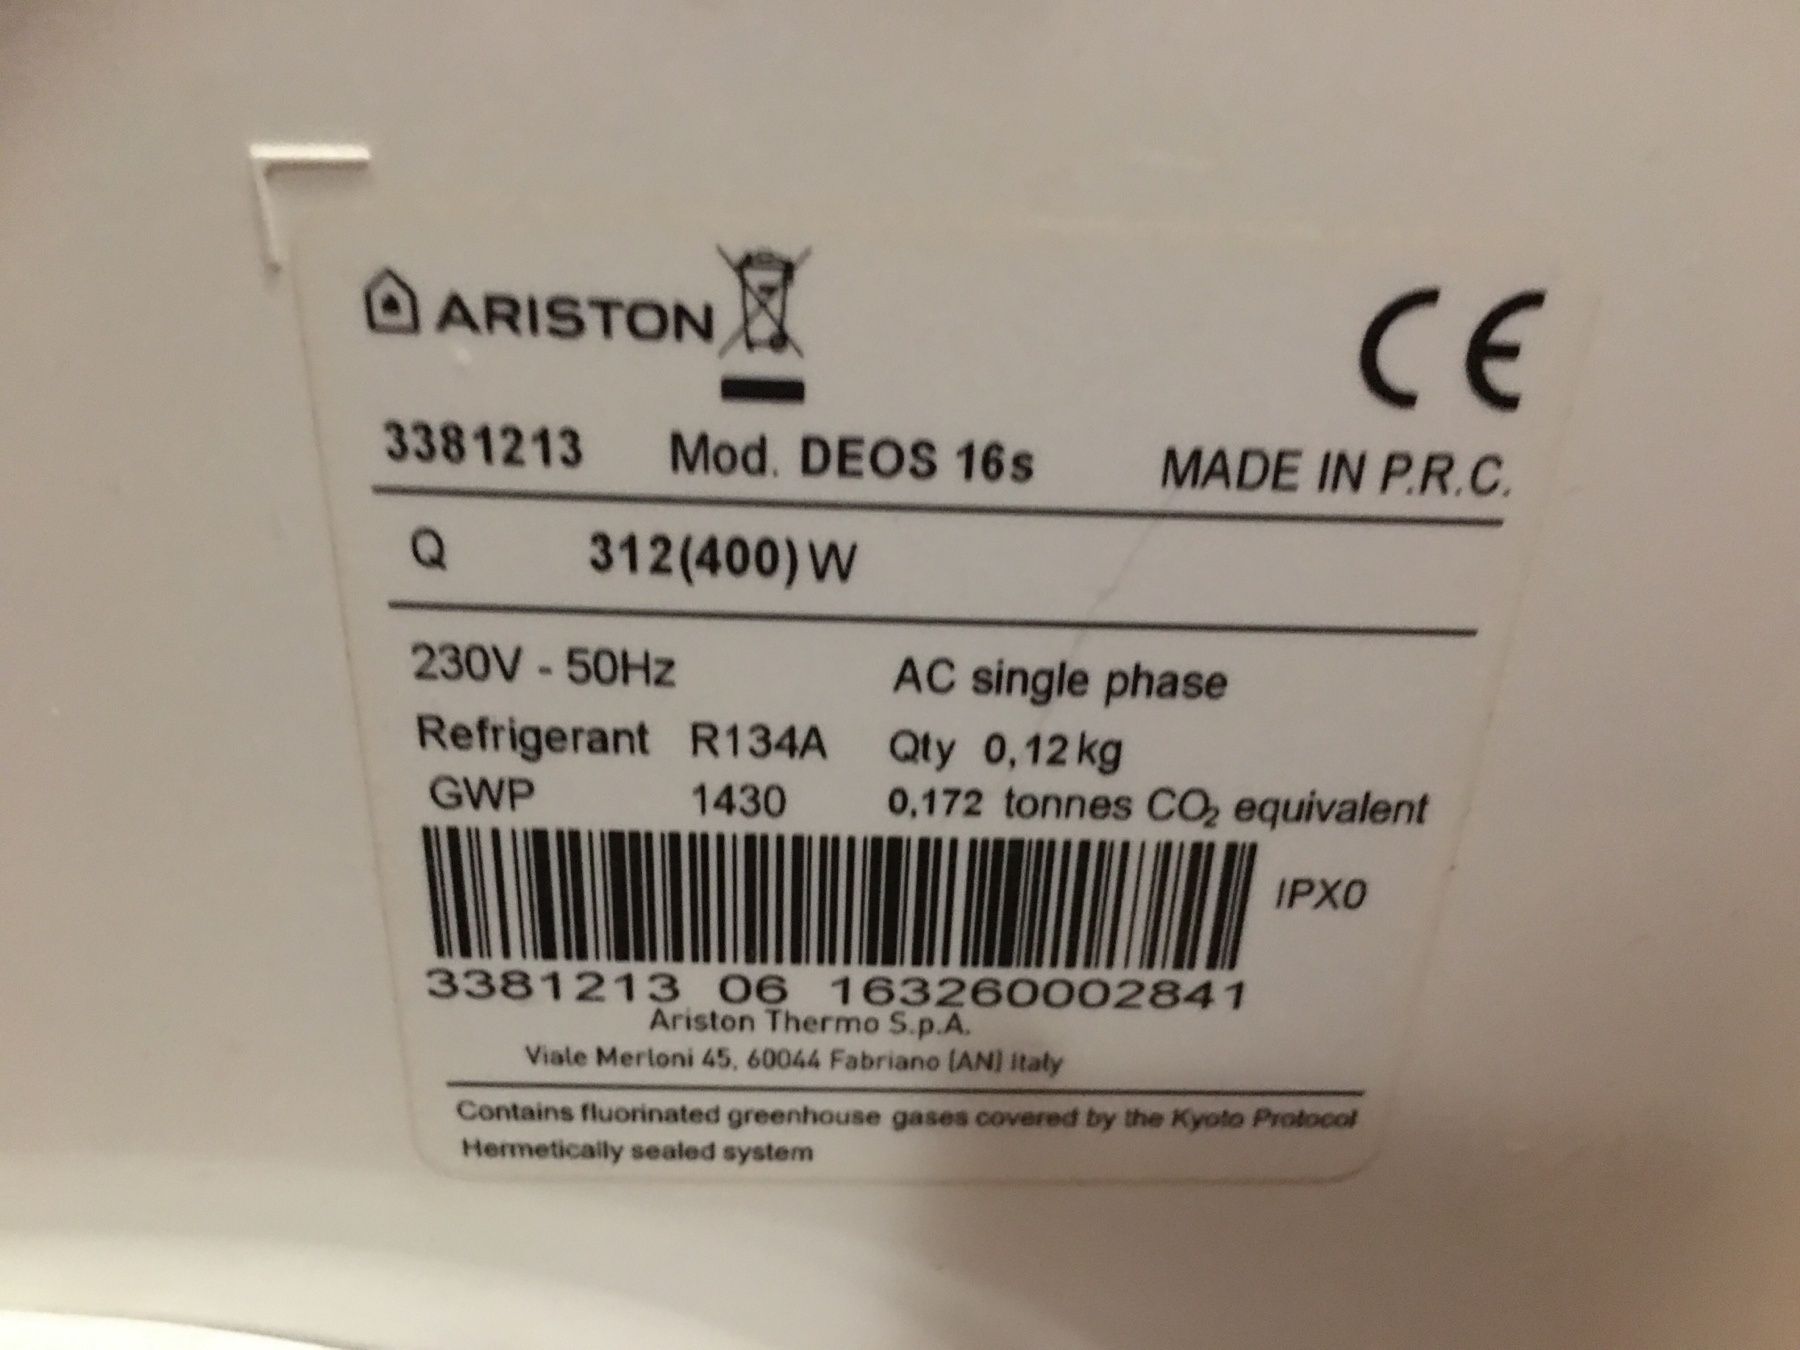 ARISTON
CE
3381213 Mod. DEOS 16s MADE IN P.R.C.
Q 312(400)W
230V - 50Hz AC single phase
Refrigerant R134A Qty 0,12kg
GWP 1430 0,172 tonnes CO₂ equivalent
IPX0
3381213 06 163260002841
Ariston Thermo S.p.A.
Viale Merloni 45, 60044 Fabriano (AN) Italy
Contains fluorinated greenhouse gases covered by the Kyoto Protocol
Hermetically sealed system